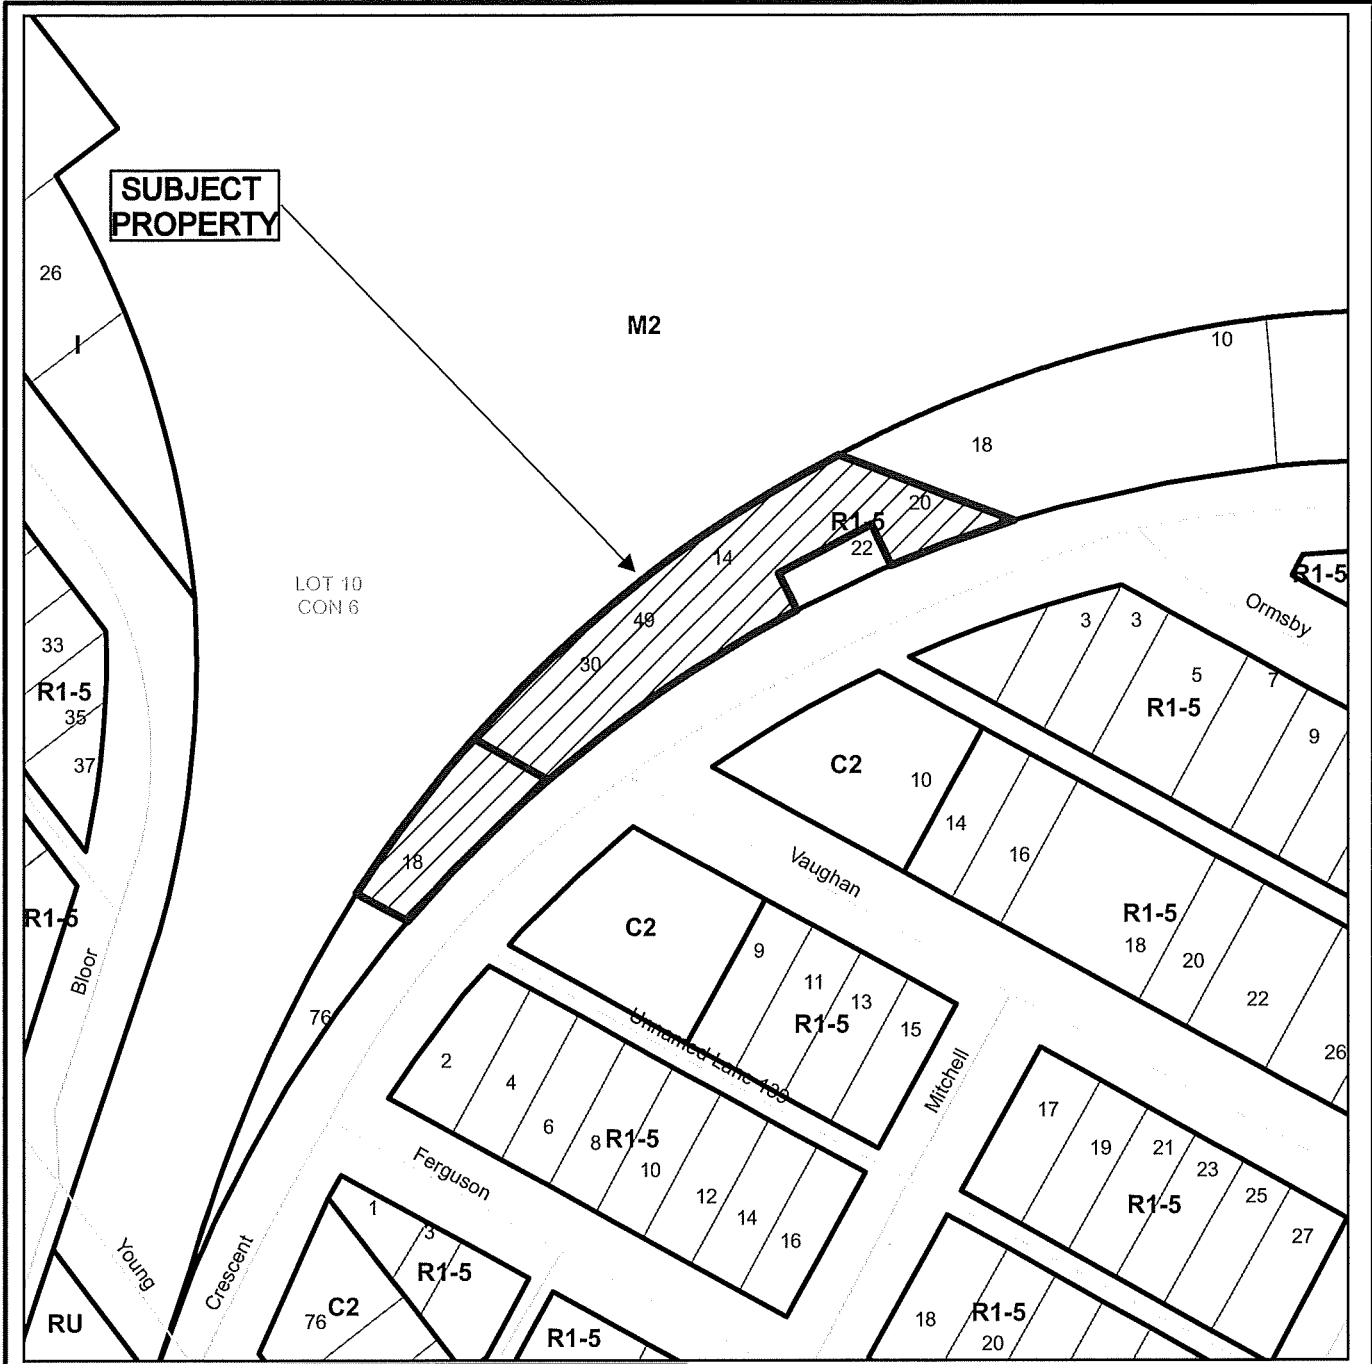 SUBJECT
PROPERTY
26
I
M2
10
18
20
R1-5
22
14
49
30
18
LOT 10
CON 6
R1-5
Ormsby
3
3
5
7
R1-5
9
33
R1-5
35
37
C2
10
14
16
Vaughan
R1-5
18
20
22
26
R1-5
Bloor
C2
9
11
13
R1-5
15
76
Unnamed Lane 139
Mitchell
2
4
6
8
R1-5
10
12
14
16
17
19
21
23
R1-5
25
27
Ferguson
1
3
R1-5
C2
76
Young
Crescent
RU
R1-5
18
R1-5
20